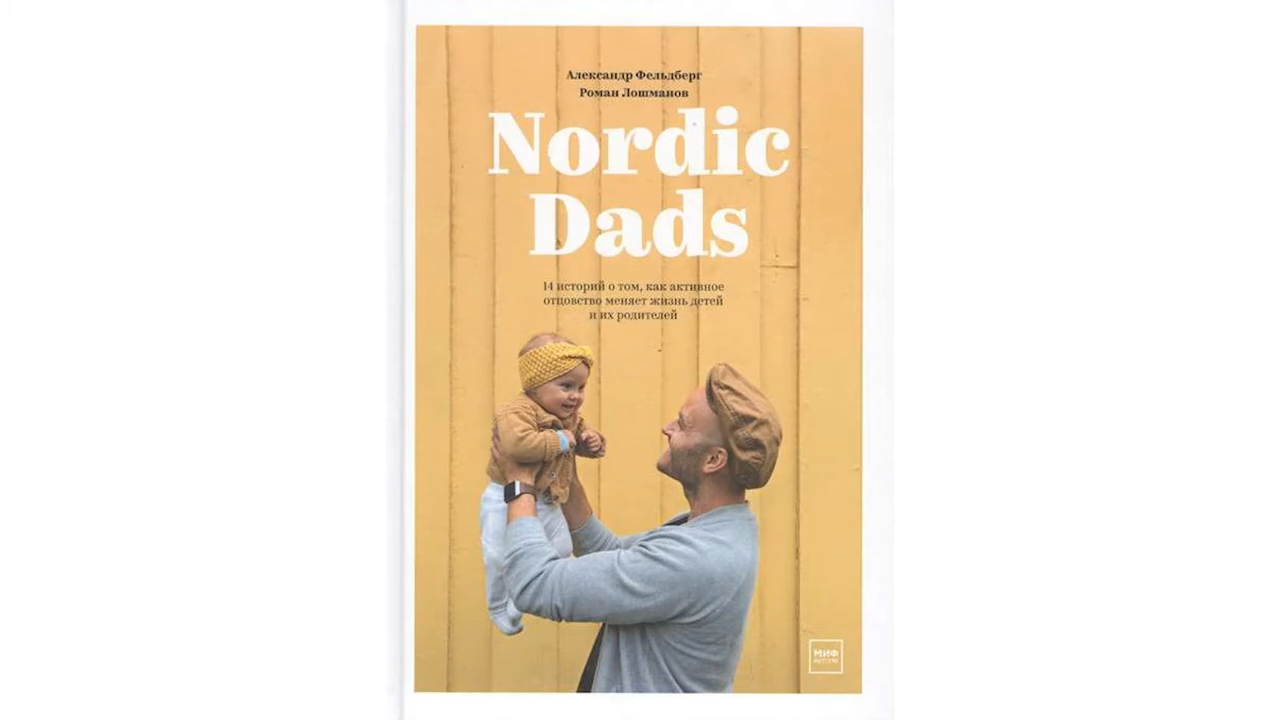 Александр Фельдберг
Роман Лошманов
Nordic
Dads
14 историй о том, как активное
отцовство меняет жизнь детей
и их родителей
МИФ